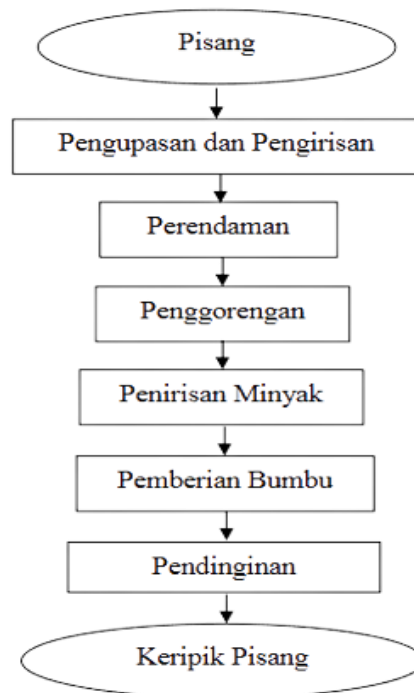 Pisang
Pengupasan dan Pengirisan
Perendaman
Penggorengan
Penirisan Minyak
Pemberian Bumbu
Pendinginan
Keripik Pisang